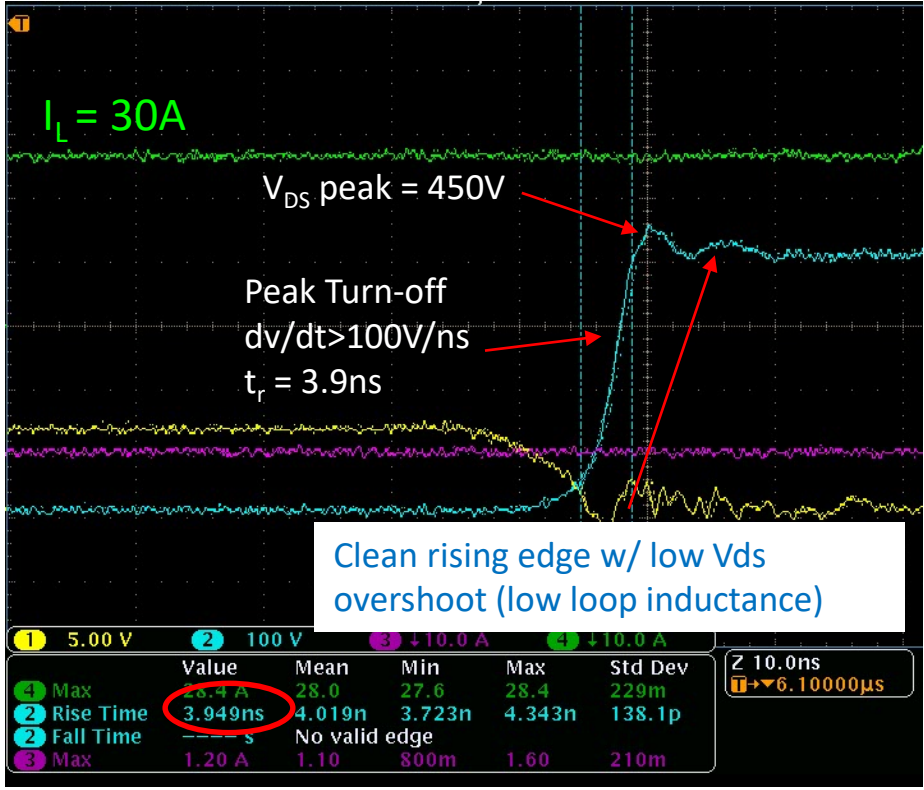 T
I_L = 30A
V_DS peak = 450V
Peak Turn-off
dv/dt>100V/ns
t_r = 3.9ns
Clean rising edge w/ low Vds
overshoot (low loop inductance)
1 5.00 V 2 100 V 3 ↓10.0 A 4 ↓10.0 A
Value Mean Min Max Std Dev
4 Max 28.4 A 28.0 27.6 28.4 229m
2 Rise Time 3.949ns 4.019n 3.723n 4.343n 138.1p
2 Fall Time ---- s No valid edge
3 Max 1.20 A 1.10 800m 1.60 210m
Z 10.0ns
T→▼6.10000µs